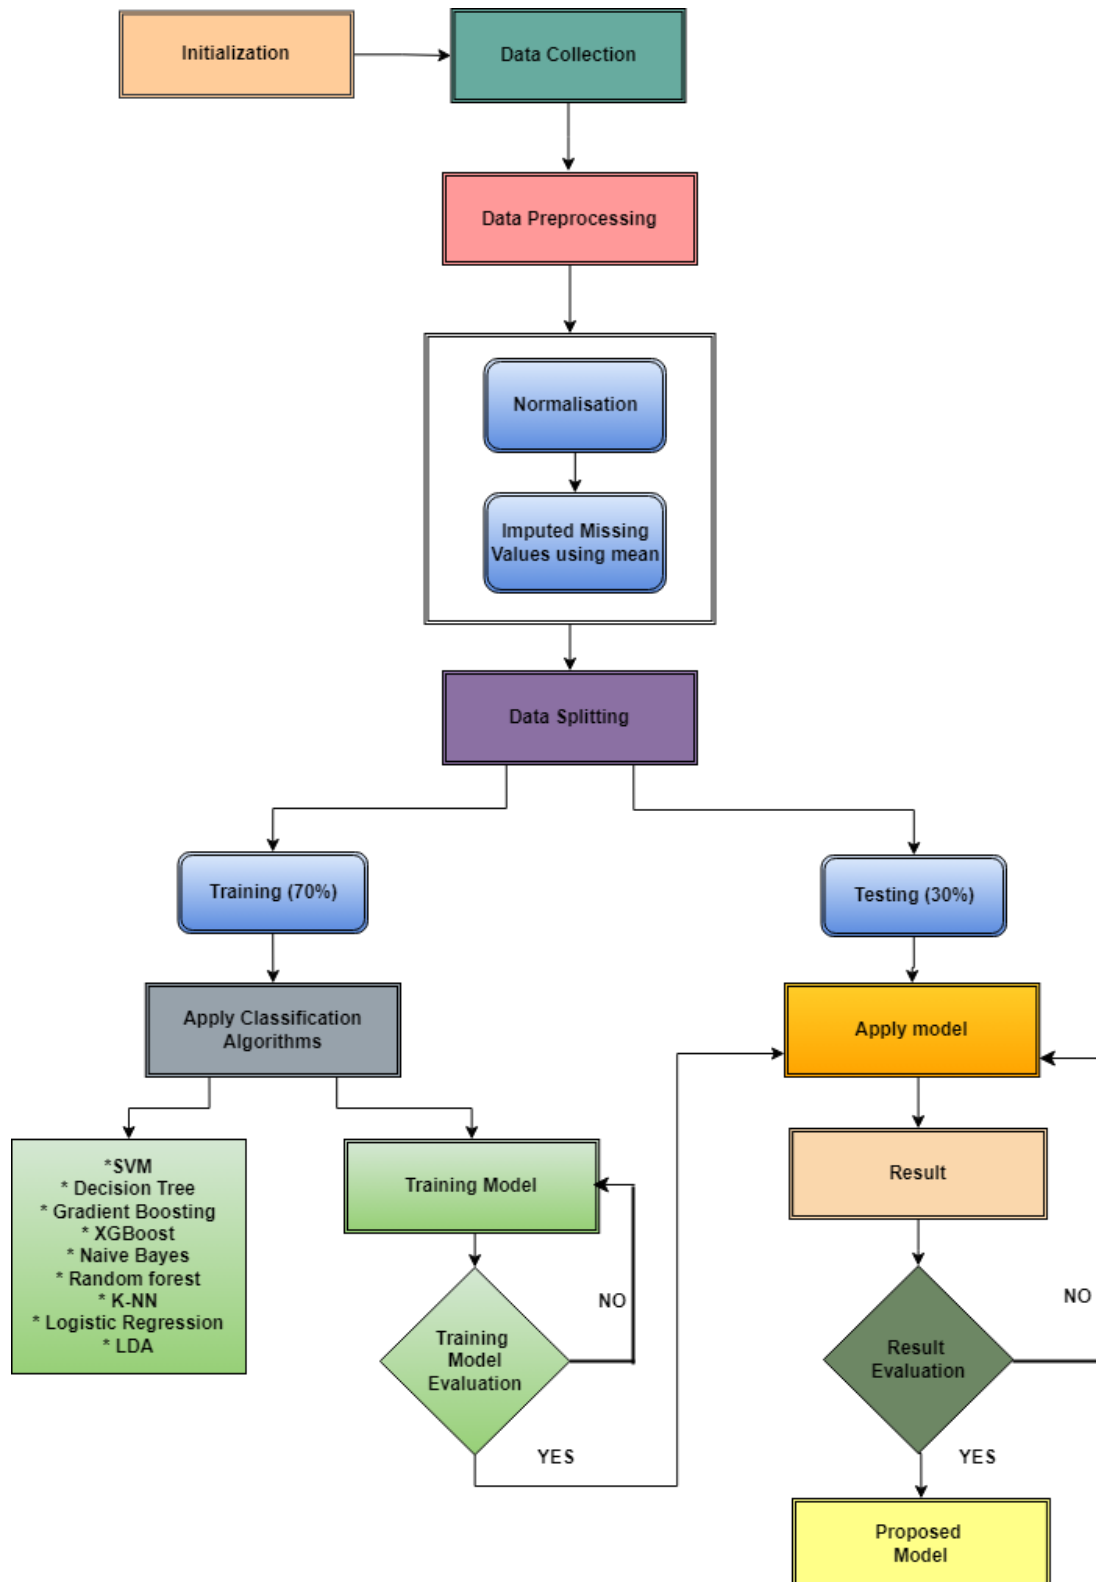 Initialization
Data Collection
Data Preprocessing
Normalisation
Imputed Missing
Values using mean
Data Splitting
Training (70%)
Testing (30%)
Apply Classification
Algorithms
Apply model
*SVM
* Decision Tree
* Gradient Boosting
* XGBoost
* Naive Bayes
* Random forest
* K-NN
* Logistic Regression
* LDA
Training Model
Result
NO
NO
Training
Model
Evaluation
Result
Evaluation
YES
YES
Proposed
Model